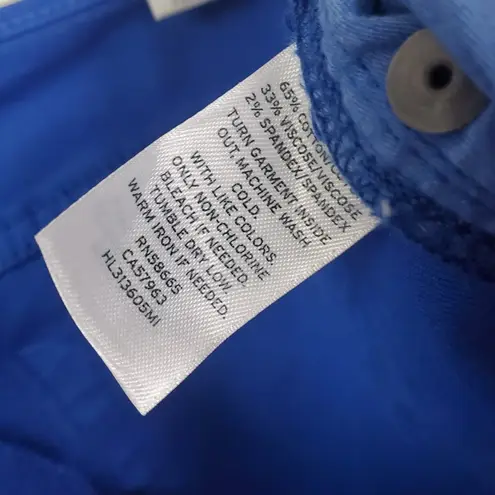 65% COTTON/
33% VISCOSE/VISCOSE
2% SPANDEX/SPANDEX
TURN GARMENT INSIDE
OUT. MACHINE WASH
COLD.
WITH LIKE COLORS
ONLY NON-CHLORINE
BLEACH IF NEEDED.
TUMBLE DRY LOW.
WARM IRON IF NEEDED.
RN58665
CA57963
HL313605MI